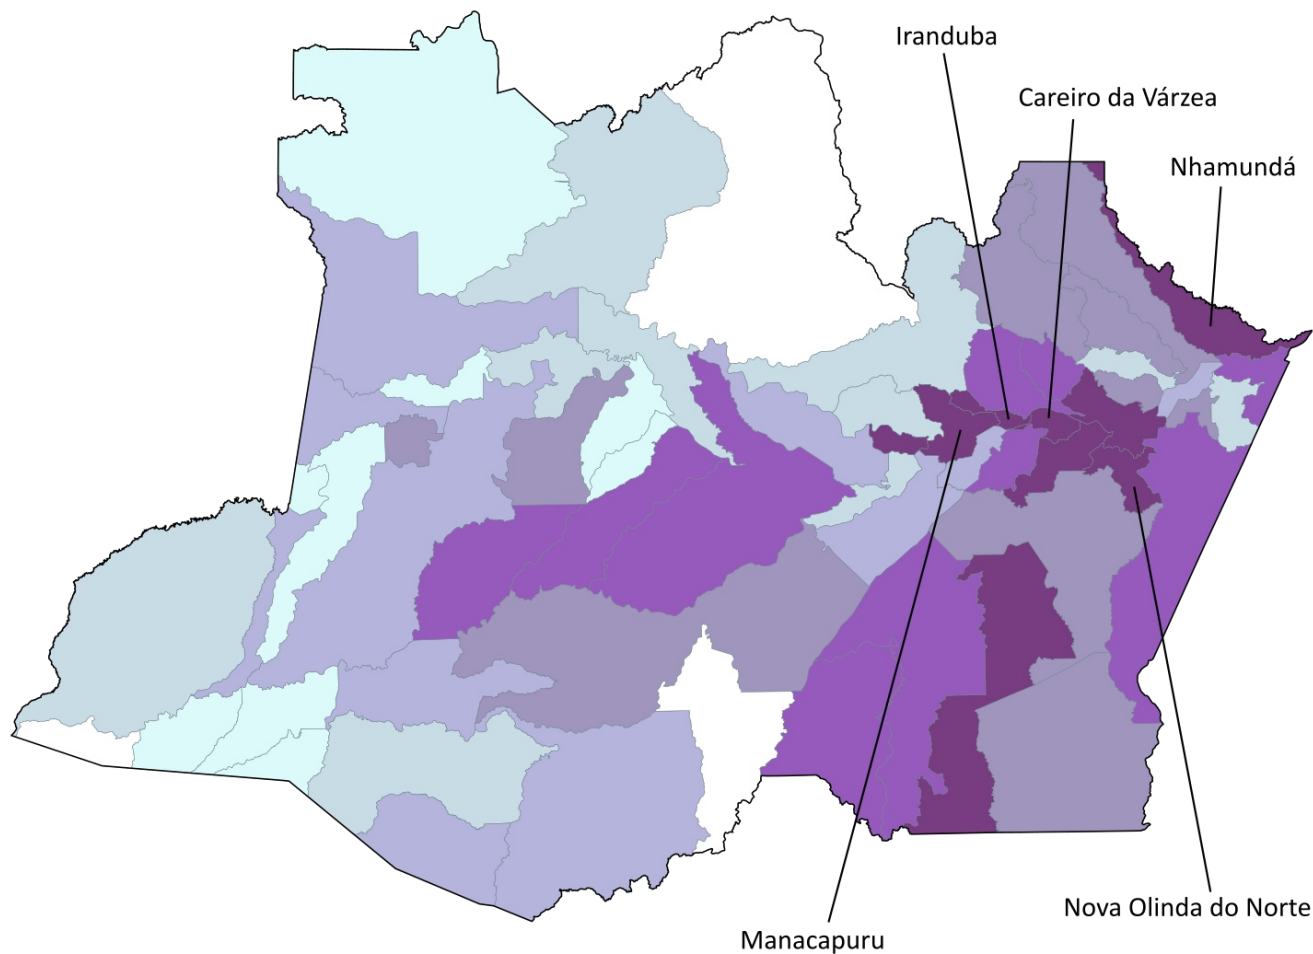 Iranduba
Careiro da Várzea
Nhamundá
Nova Olinda do Norte
Manacapuru